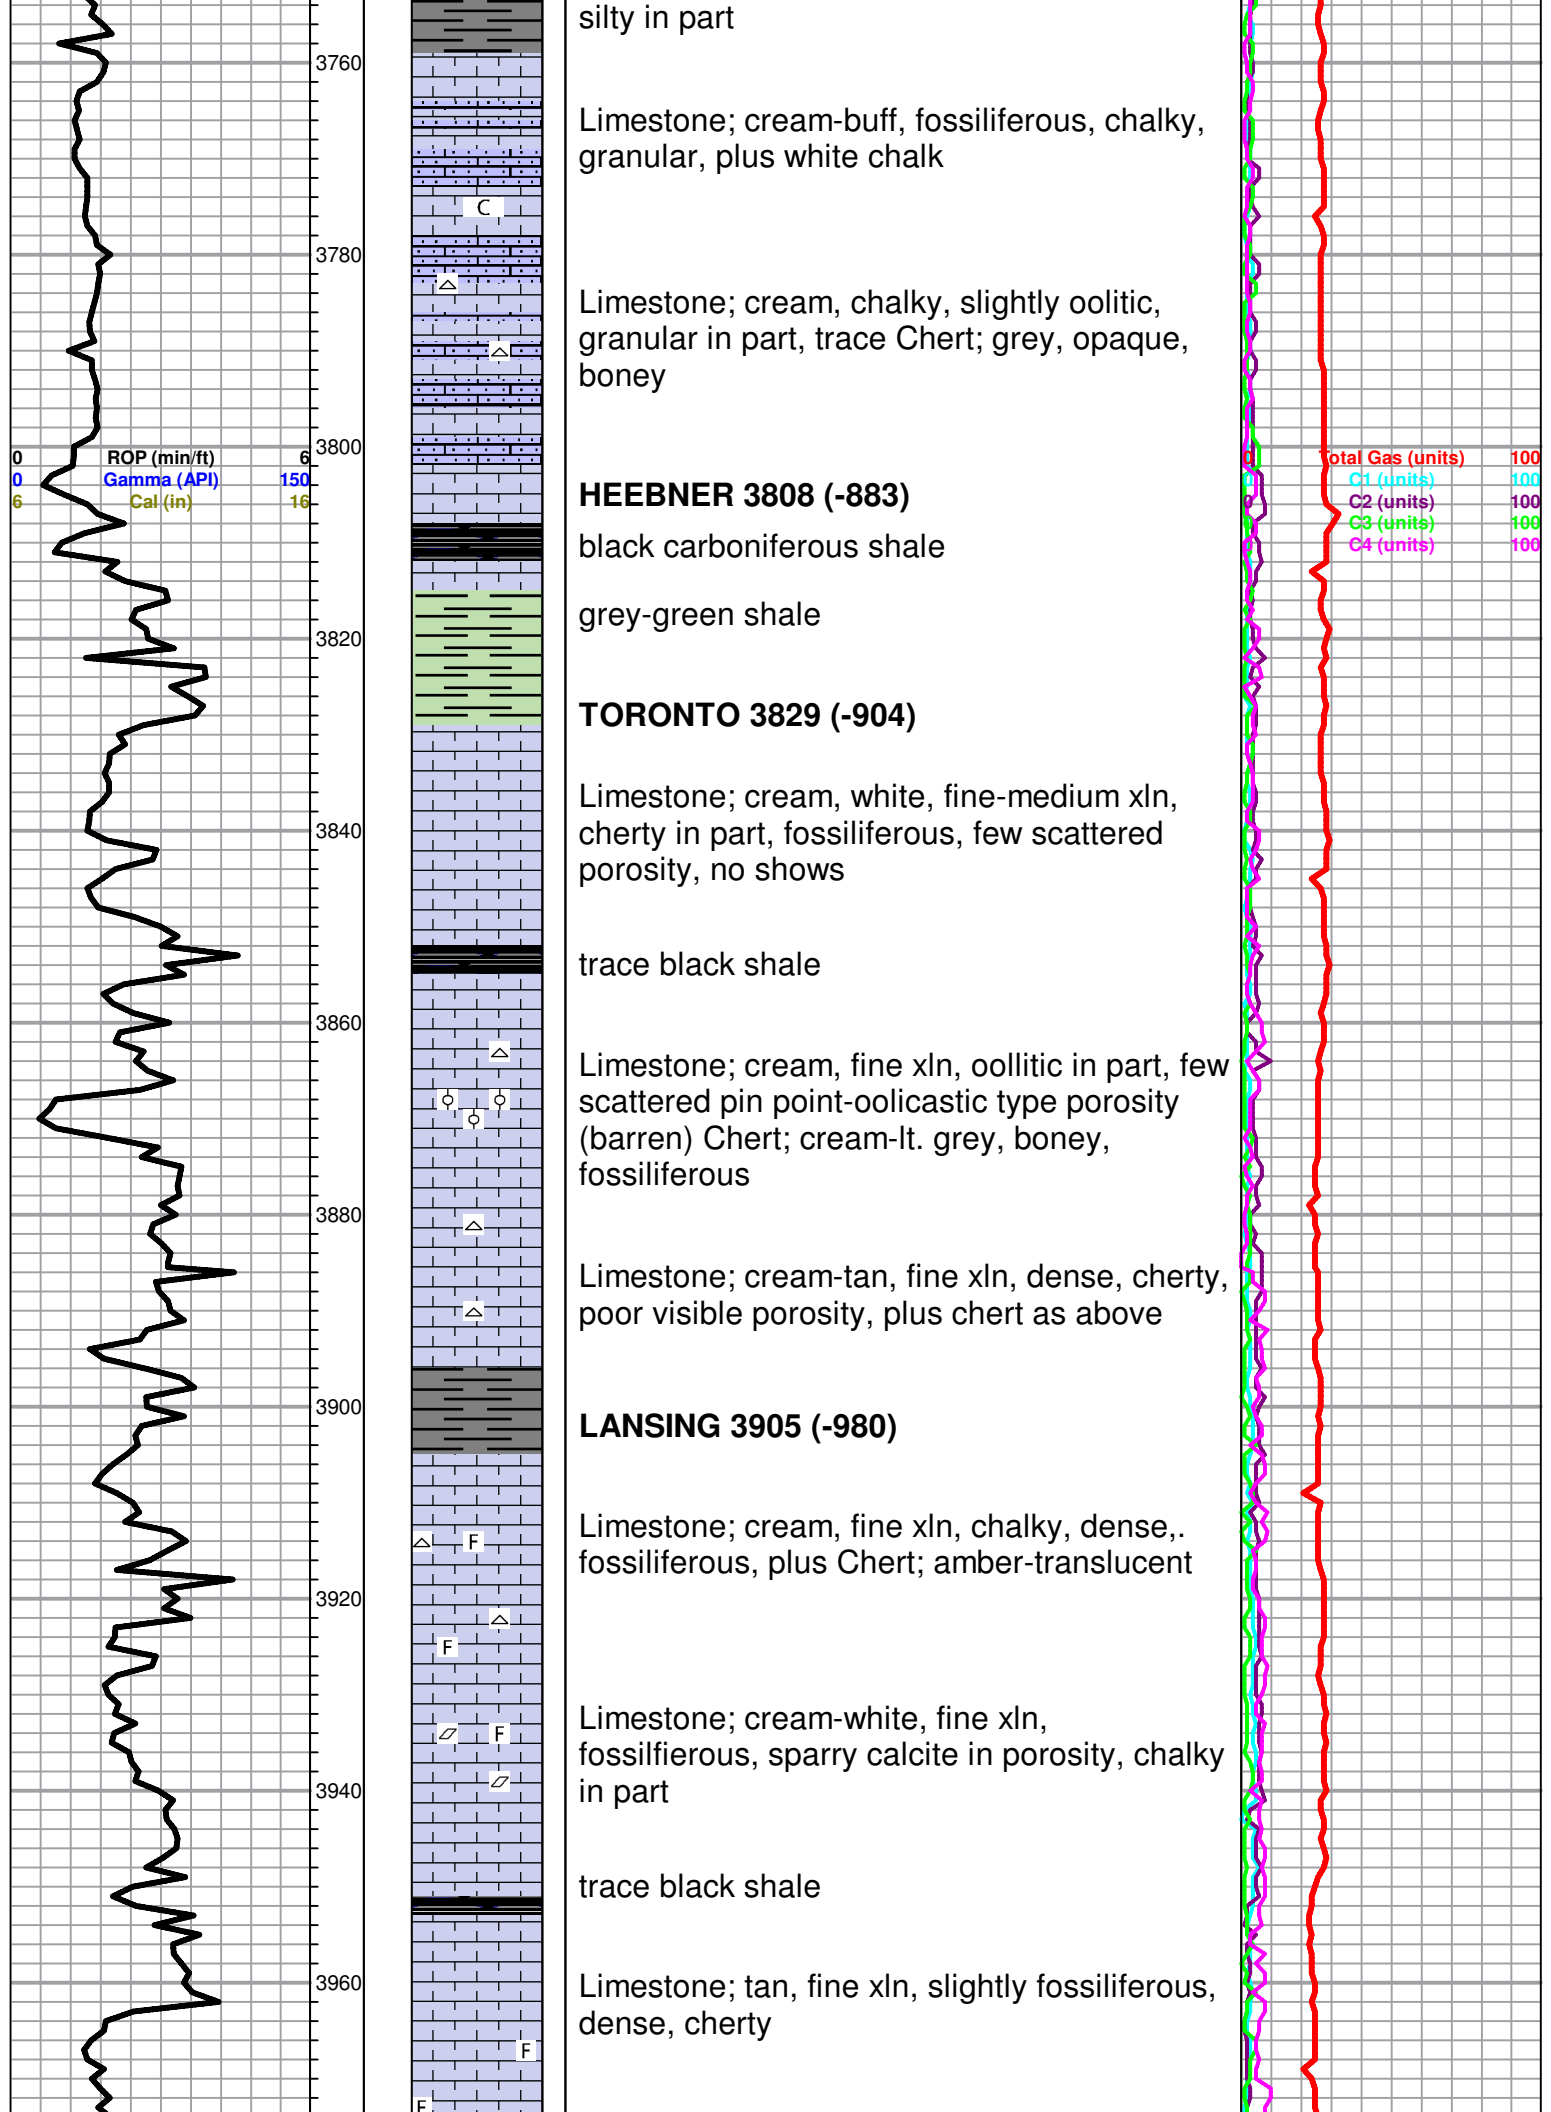 silty in part
3760
Limestone; cream-buff, fossiliferous, chalky,
granular, plus white chalk
C
3780
Limestone; cream, chalky, slightly oolitic,
granular in part, trace Chert; grey, opaque,
boney
3800
0 ROP (min/ft) 6
0 Gamma (API) 150
6 Cal (in) 16
0 Total Gas (units) 100
0 C1 (units) 100
0 C2 (units) 100
0 C3 (units) 100
0 C4 (units) 100
HEEBNER 3808 (-883)
black carboniferous shale
grey-green shale
3820
TORONTO 3829 (-904)
Limestone; cream, white, fine-medium xln,
cherty in part, fossiliferous, few scattered
porosity, no shows
3840
trace black shale
3860
Limestone; cream, fine xln, oollitic in part, few
scattered pin point-oolicastic type porosity
(barren) Chert; cream-lt. grey, boney,
fossiliferous
3880
Limestone; cream-tan, fine xln, dense, cherty,
poor visible porosity, plus chert as above
3900
LANSING 3905 (-980)
Limestone; cream, fine xln, chalky, dense,.
fossiliferous, plus Chert; amber-translucent
F
3920
F
Limestone; cream-white, fine xln,
fossilfierous, sparry calcite in porosity, chalky
in part
F
3940
trace black shale
3960
Limestone; tan, fine xln, slightly fossiliferous,
dense, cherty
F
F